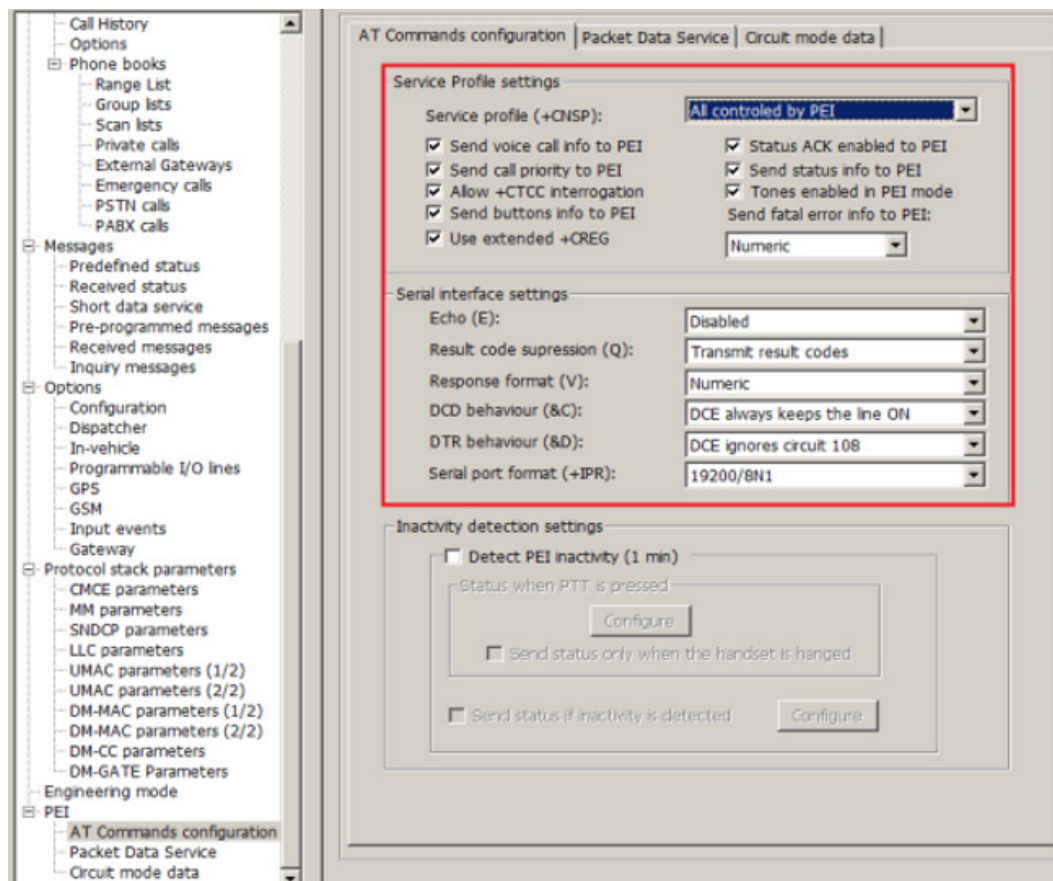 Call History
Options
Phone books
Range List
Group lists
Scan lists
Private calls
External Gateways
Emergency calls
PSTN calls
PABX calls
Messages
Predefined status
Received status
Short data service
Pre-programmed messages
Received messages
Inquiry messages
Options
Configuration
Dispatcher
In-vehicle
Programmable I/O lines
GPS
GSM
Input events
Gateway
Protocol stack parameters
CMCE parameters
MM parameters
SNDCP parameters
LLC parameters
UMAC parameters (1/2)
UMAC parameters (2/2)
DM-MAC parameters (1/2)
DM-MAC parameters (2/2)
DM-CC parameters
DM-GATE Parameters
Engineering mode
PEI
AT Commands configuration
Packet Data Service
Circuit mode data
AT Commands configuration Packet Data Service Circuit mode data
Service Profile settings
Service profile (+CNSP): All controled by PEI
Send voice call info to PEI Status ACK enabled to PEI
Send call priority to PEI Send status info to PEI
Allow +CTCC interrogation Tones enabled in PEI mode
Send buttons info to PEI Send fatal error info to PEI:
Use extended +CREG Numeric
Serial interface settings
Echo (E): Disabled
Result code supression (Q): Transmit result codes
Response format (V): Numeric
DCD behaviour (&C): DCE always keeps the line ON
DTR behaviour (&D): DCE ignores circuit 108
Serial port format (+IPR): 19200/8N1
Inactivity detection settings
Detect PEI inactivity (1 min)
Status when PTT is pressed
Configure
Send status only when the handset is hanged
Send status if inactivity is detected Configure